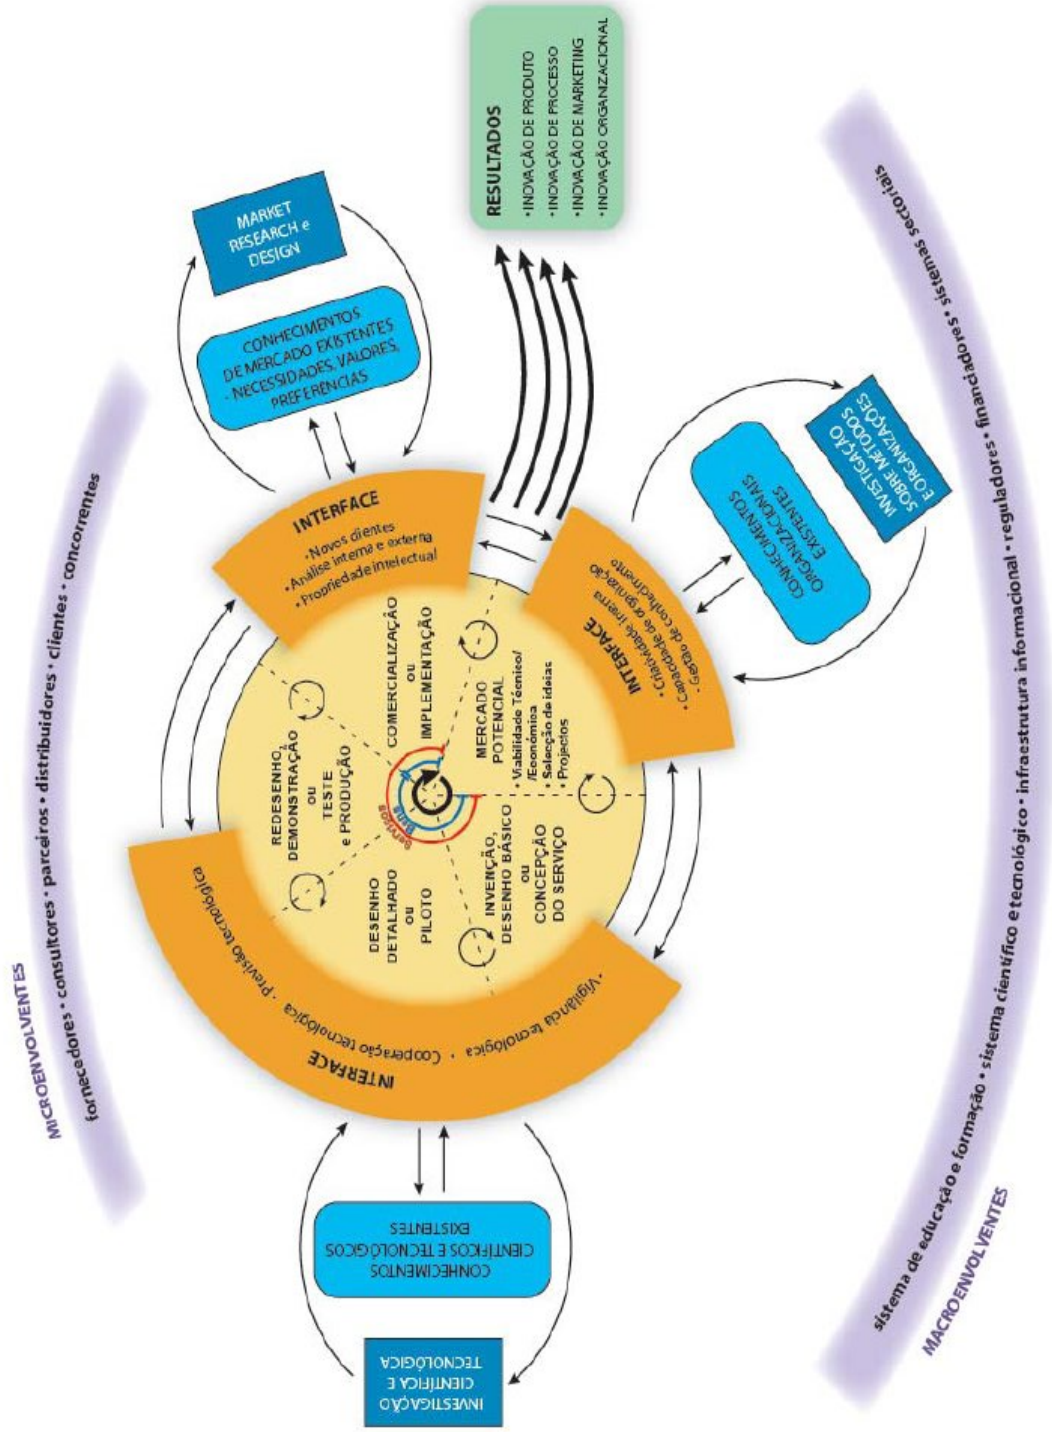 MICROENVOLVENTES
fornecedores • consultores • parceiros • distribuidores • clientes • concorrentes
MARKET
RESEARCH e
DESIGN
CONHECIMENTOS
DE MERCADO EXISTENTES
- NECESSIDADES, VALORES,
PREFERÊNCIAS
INTERFACE
• Novos clientes
• Análise interna e externa
• Propriedade intelectual
RESULTADOS
• INOVAÇÃO DE PRODUTO
• INOVAÇÃO DE PROCESSO
• INOVAÇÃO DE MARKETING
• INOVAÇÃO ORGANIZACIONAL
INVESTIGAÇÃO
CIENTÍFICA E
TECNOLÓGICA
CONHECIMENTOS
CIENTÍFICOS E TECNOLÓGICOS
EXISTENTES
INTERFACE
• Vigilância tecnológica • Cooperação tecnológica • Previsão tecnológica
REDESENHO,
DEMONSTRAÇÃO
ou
TESTE
e PRODUÇÃO
COMERCIALIZAÇÃO
ou
IMPLEMENTAÇÃO
DESENHO
DETALHADO
ou
PILOTO
Serviços
Bens
INVENÇÃO,
DESENHO BÁSICO
ou
CONCEPÇÃO
DO SERVIÇO
MERCADO
POTENCIAL
• Viabilidade Técnico/
/Económica
• Selecção de ideias
• Projectos
INTERFACE
• Criatividade interna
• Capacidade de organização
• Gestão de conhecimento
CONHECIMENTOS
ORGANIZACIONAIS
EXISTENTES
INVESTIGAÇÃO
SOBRE MÉTODOS
E ORGANIZAÇÕES
sistema de educação e formação • sistema científico e tecnológico • infraestrutura informacional • reguladores • financiadores • sistemas sectoriais
MACROENVOLVENTES